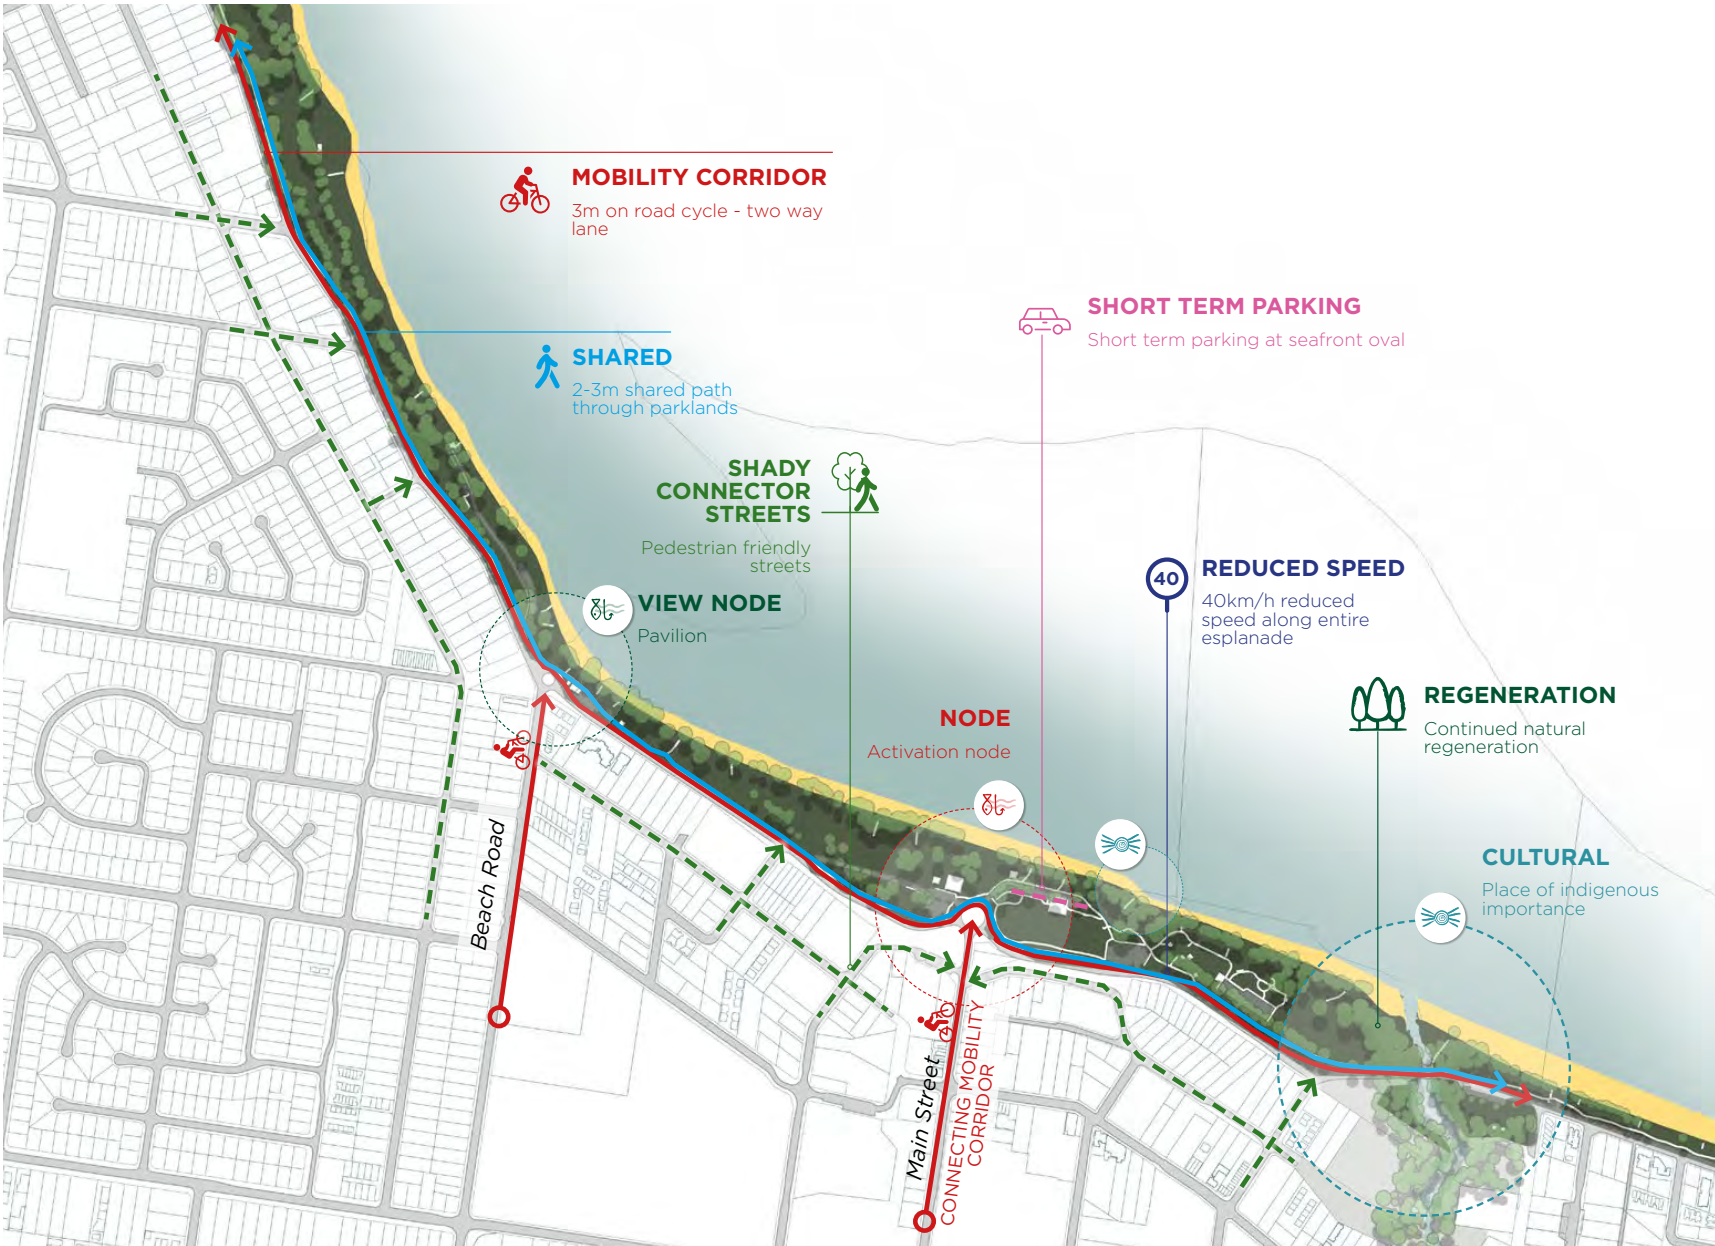 MOBILITY CORRIDOR
3m on road cycle - two way
lane
SHORT TERM PARKING
Short term parking at seafront oval
SHARED
2-3m shared path
through parklands
SHADY
CONNECTOR
STREETS
Pedestrian friendly
streets
40
REDUCED SPEED
40km/h reduced
speed along entire
esplanade
VIEW NODE
Pavilion
REGENERATION
Continued natural
regeneration
NODE
Activation node
CULTURAL
Place of indigenous
importance
Beach Road
Main Street
CONNECTING MOBILITY
CORRIDOR